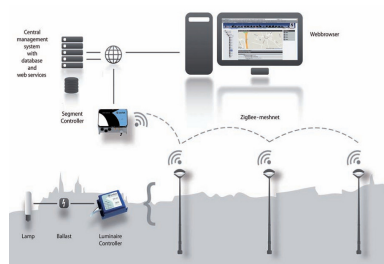 Central
management
system
with database
and
web services
Webbrowser
Segment
Controller
ZigBee-meshnet
Lamp
Ballast
Luminaire
Controller